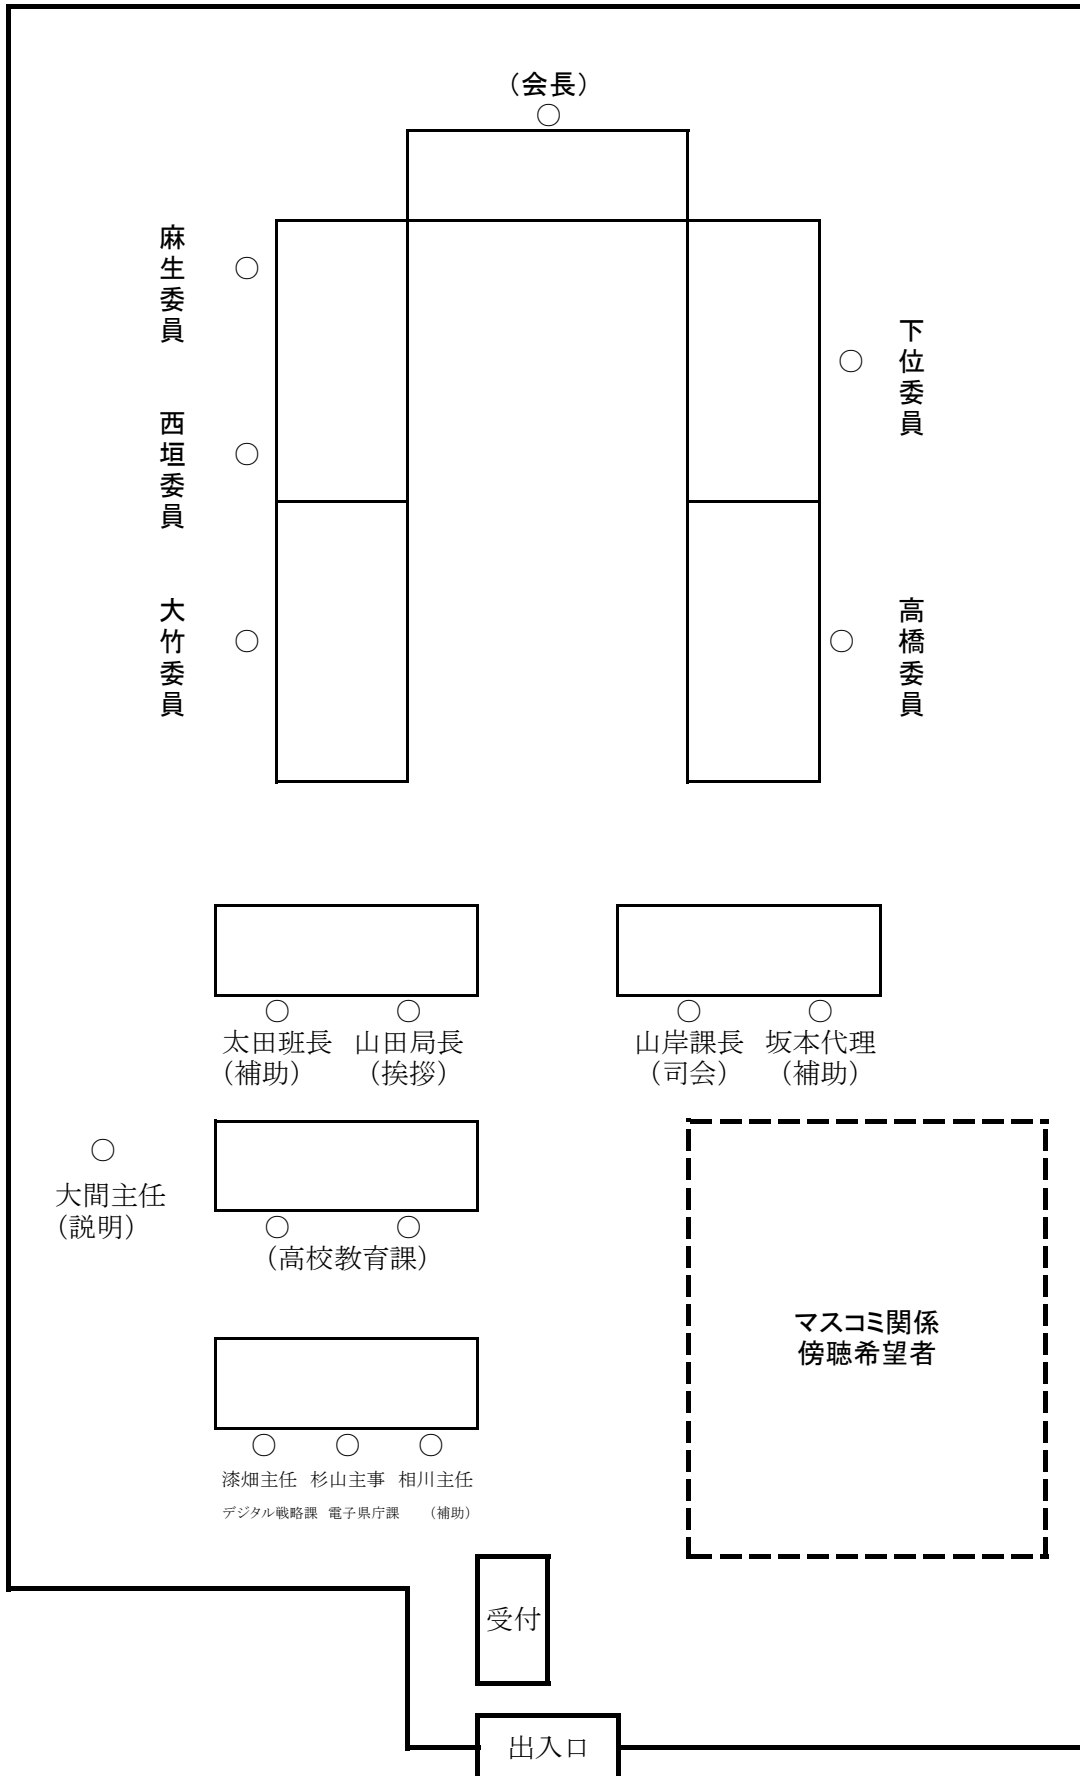 (会長)
麻生委員
下位委員
西垣委員
大竹委員
高橋委員
太田班長 山田局長 山岸課長 坂本代理
(補助) (挨拶) (司会) (補助)
大間主任
(説明)
(高校教育課)
マスコミ関係
傍聴希望者
漆畑主任 杉山主事 相川主任
デジタル戦略課 電子県庁課 (補助)
受付
出入口